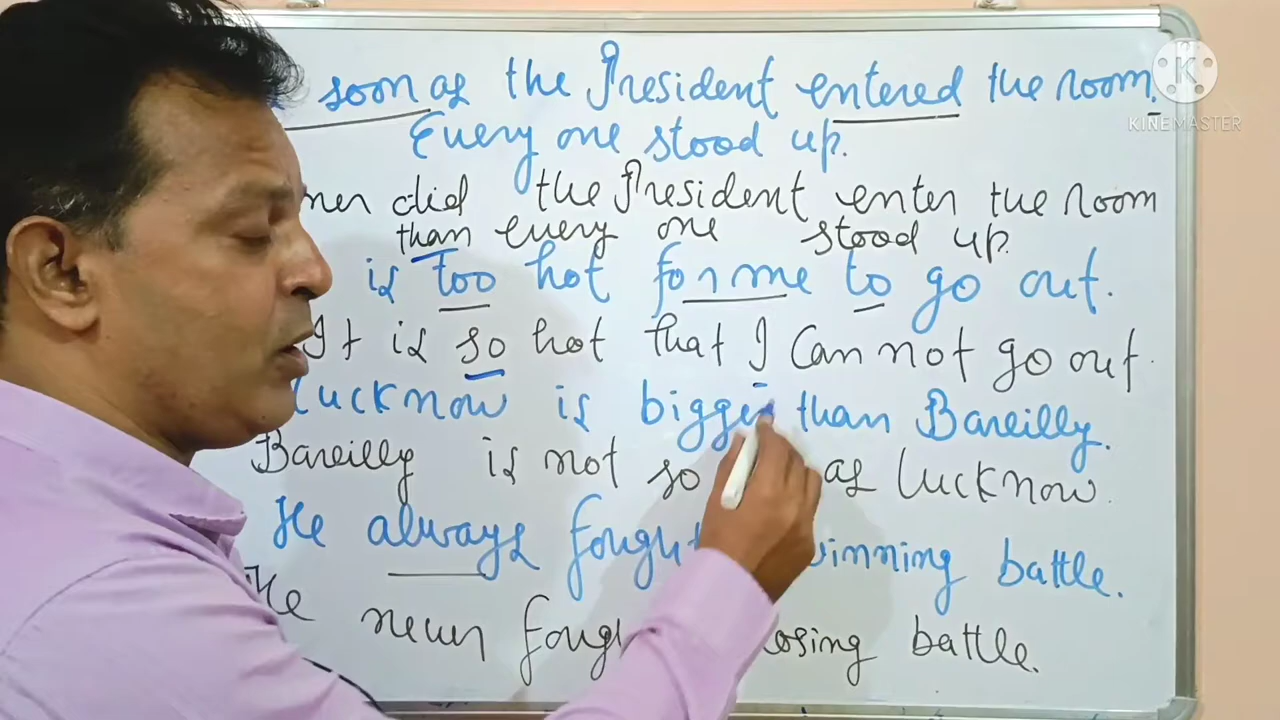 soon as the President entered the room.
Every one stood up.
ner did the President enter the room
than every one stood up.
is too hot for me to go out.
It is so hot that I can not go out.
Lucknow is than Bareilly.
Bareilly is not so as Lucknow.
He always fought winning battle.
He never losing battle.
KINEMASTER